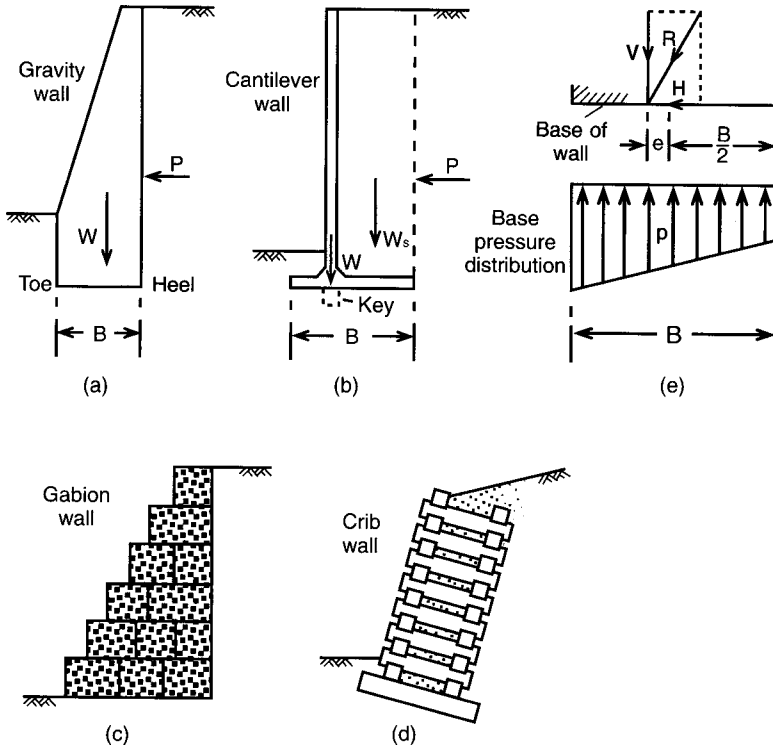 Gravity
wall
P
W
Toe
Heel
B
(a)
Cantilever
wall
P
Ws
W
Key
B
(b)
V
R
H
Base of
wall
e
B
2
Base
pressure
distribution
p
B
(e)
Gabion
wall
(c)
Crib
wall
(d)